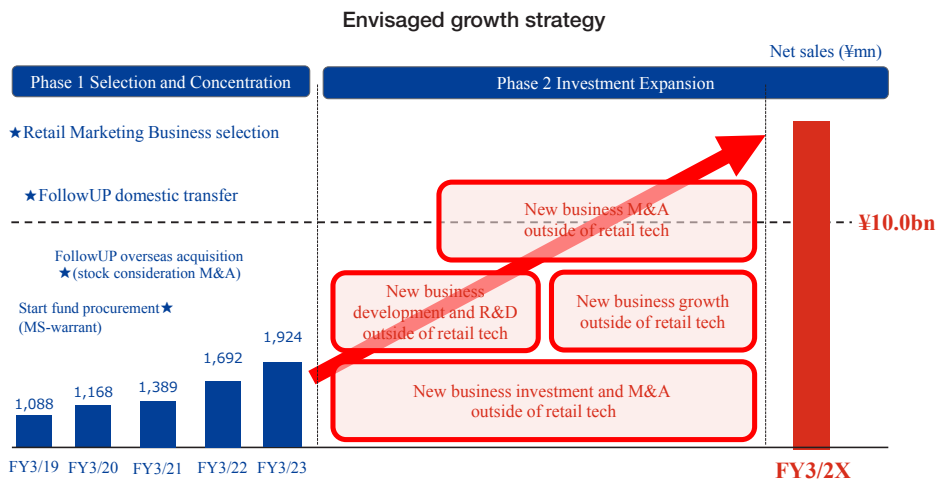 Envisaged growth strategy
Net sales (¥mn)
Phase 1 Selection and Concentration
Phase 2 Investment Expansion
★Retail Marketing Business selection
★FollowUP domestic transfer
FollowUP overseas acquisition
★(stock consideration M&A)
Start fund procurement★
(MS-warrant)
New business M&A
outside of retail tech
¥10.0bn
New business
development and R&D
outside of retail tech
New business growth
outside of retail tech
New business investment and M&A
outside of retail tech
1,088
1,168
1,389
1,692
1,924
FY3/19
FY3/20
FY3/21
FY3/22
FY3/23
FY3/2X